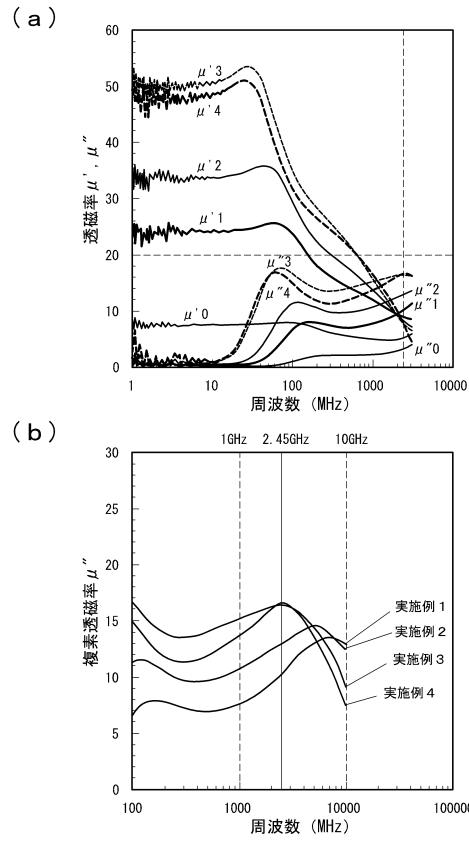 (a)
透磁率μ', μ"
60
50
40
30
20
10
0
μ'3
μ'4
μ'2
μ'1
μ'0
μ"3
μ"4
μ"2
μ"1
μ"0
1
10
100
1000
10000
周波数 (MHz)
(b)
1GHz
2.45GHz
10GHz
複素透磁率μ"
30
25
20
15
10
5
0
実施例1
実施例2
実施例3
実施例4
100
1000
10000
100000
周波数 (MHz)